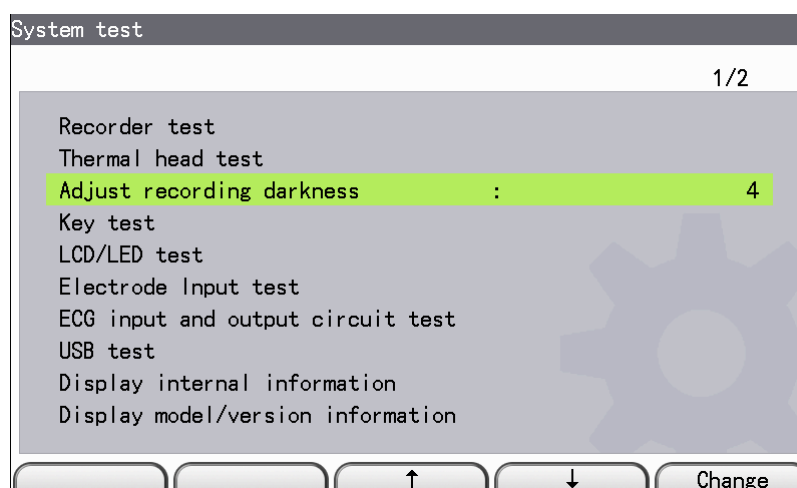 System test
1/2
Recorder test
Thermal head test
Adjust recording darkness : 4
Key test
LCD/LED test
Electrode Input test
ECG input and output circuit test
USB test
Display internal information
Display model/version information
↑ ↓ Change